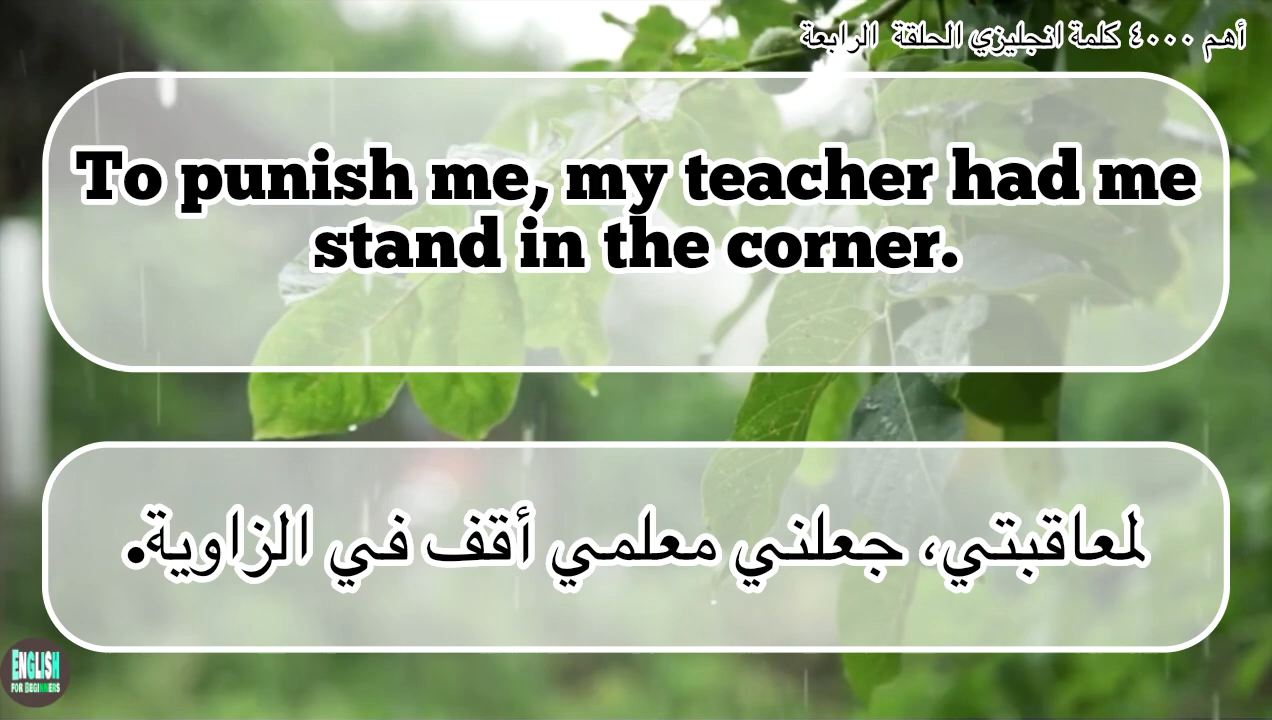 أهم ٤٠٠٠ كلمة انجليزي الحلقة الرابعة
To punish me, my teacher had me
stand in the corner.
لمعاقبتي، جعلني معلمي أقف في الزاوية.
ENGLISH
FOR BEGINNERS